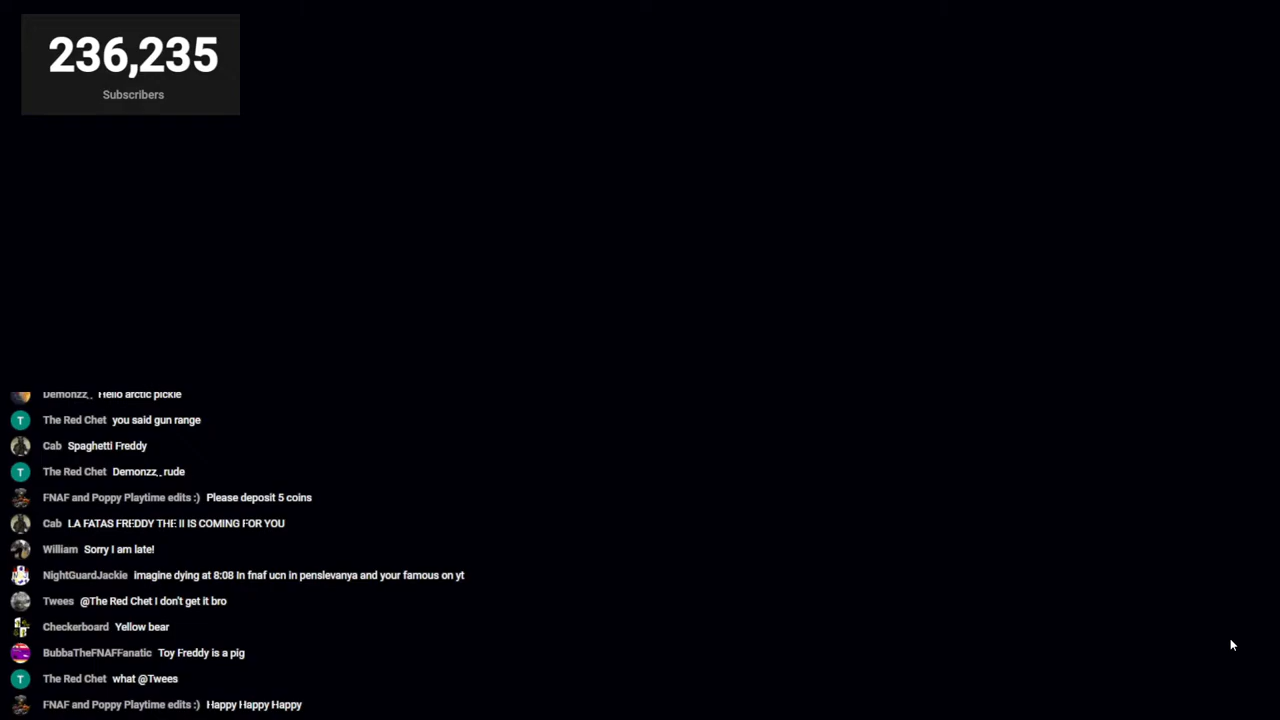 236,235
Subscribers
Demonzz,, Hello arctic pickle
T The Red Chet you said gun range
Cab Spaghetti Freddy
T The Red Chet Demonzz,, rude
FNAF and Poppy Playtime edits :) Please deposit 5 coins
Cab LA FATAS FREDDY THE II IS COMING FOR YOU
William Sorry I am late!
NightGuardJackie imagine dying at 8:08 In fnaf ucn in penslevanya and your famous on yt
Twees @The Red Chet I don't get it bro
Checkerboard Yellow bear
BubbaTheFNAFFanatic Toy Freddy is a pig
T The Red Chet what @Twees
FNAF and Poppy Playtime edits :) Happy Happy Happy